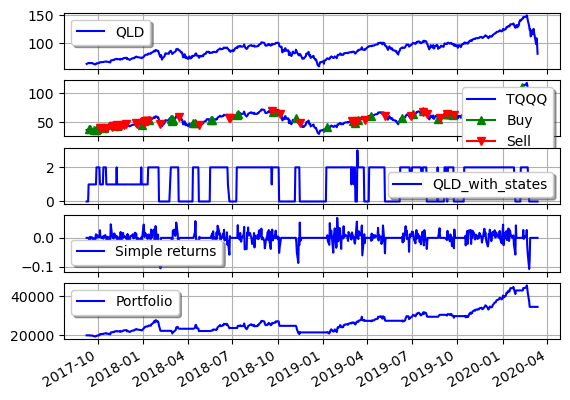 150
QLD
100
100
TQQQ
Buy
50
Sell
2
QLD_with_states
0
0.0
Simple returns
−0.1
40000
Portfolio
20000
2017-10 2018-01 2018-04 2018-07 2018-10 2019-01 2019-04 2019-07 2019-10 2020-01 2020-04